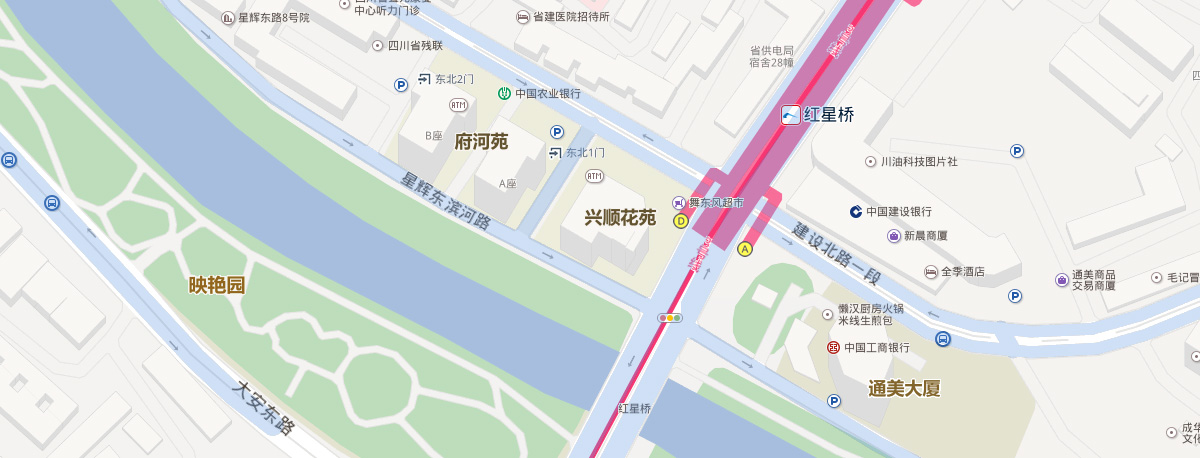 中心听力门诊
星辉东路8号院
省建医院招待所
四川省残联
省供电局
宿舍28幢
P
东北2门
中国农业银行
ATM
红星桥
B座
府河苑
P
东北1门
P
川油科技图片社
A座
ATM
星辉东滨河路
兴顺花苑
舞东风超市
D
中国建设银行
A
建设北路一段
新晨商厦
全季酒店
通美商品
交易商厦
毛记冒
映艳园
P
懒汉厨房火锅
米线生煎包
中国工商银行
通美大厦
P
大安东路
红星桥
成华
文化